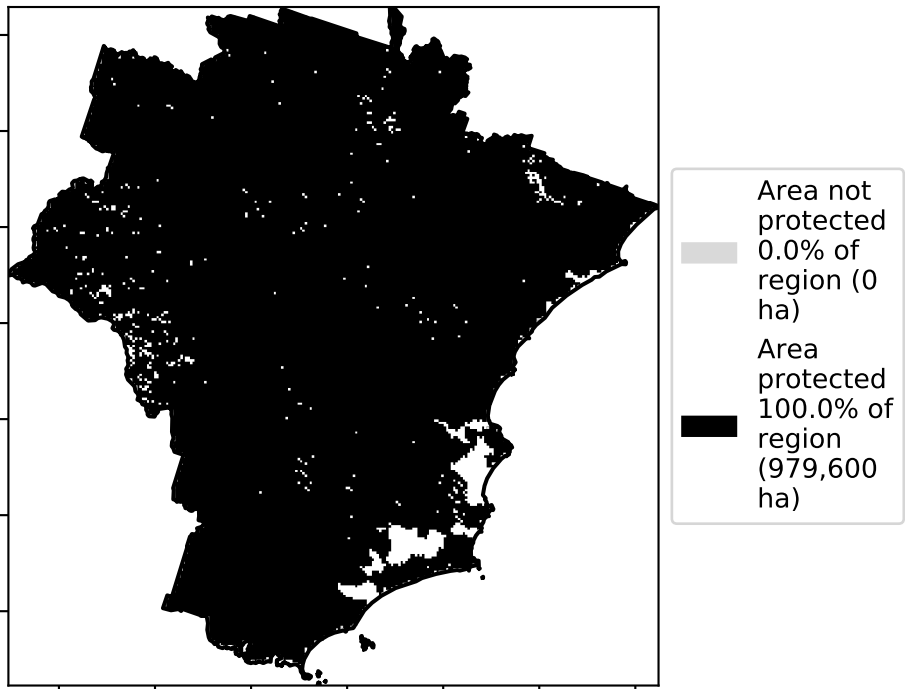 Area not
protected
0.0% of
region (0
ha)
Area
protected
100.0% of
region
(979,600
ha)